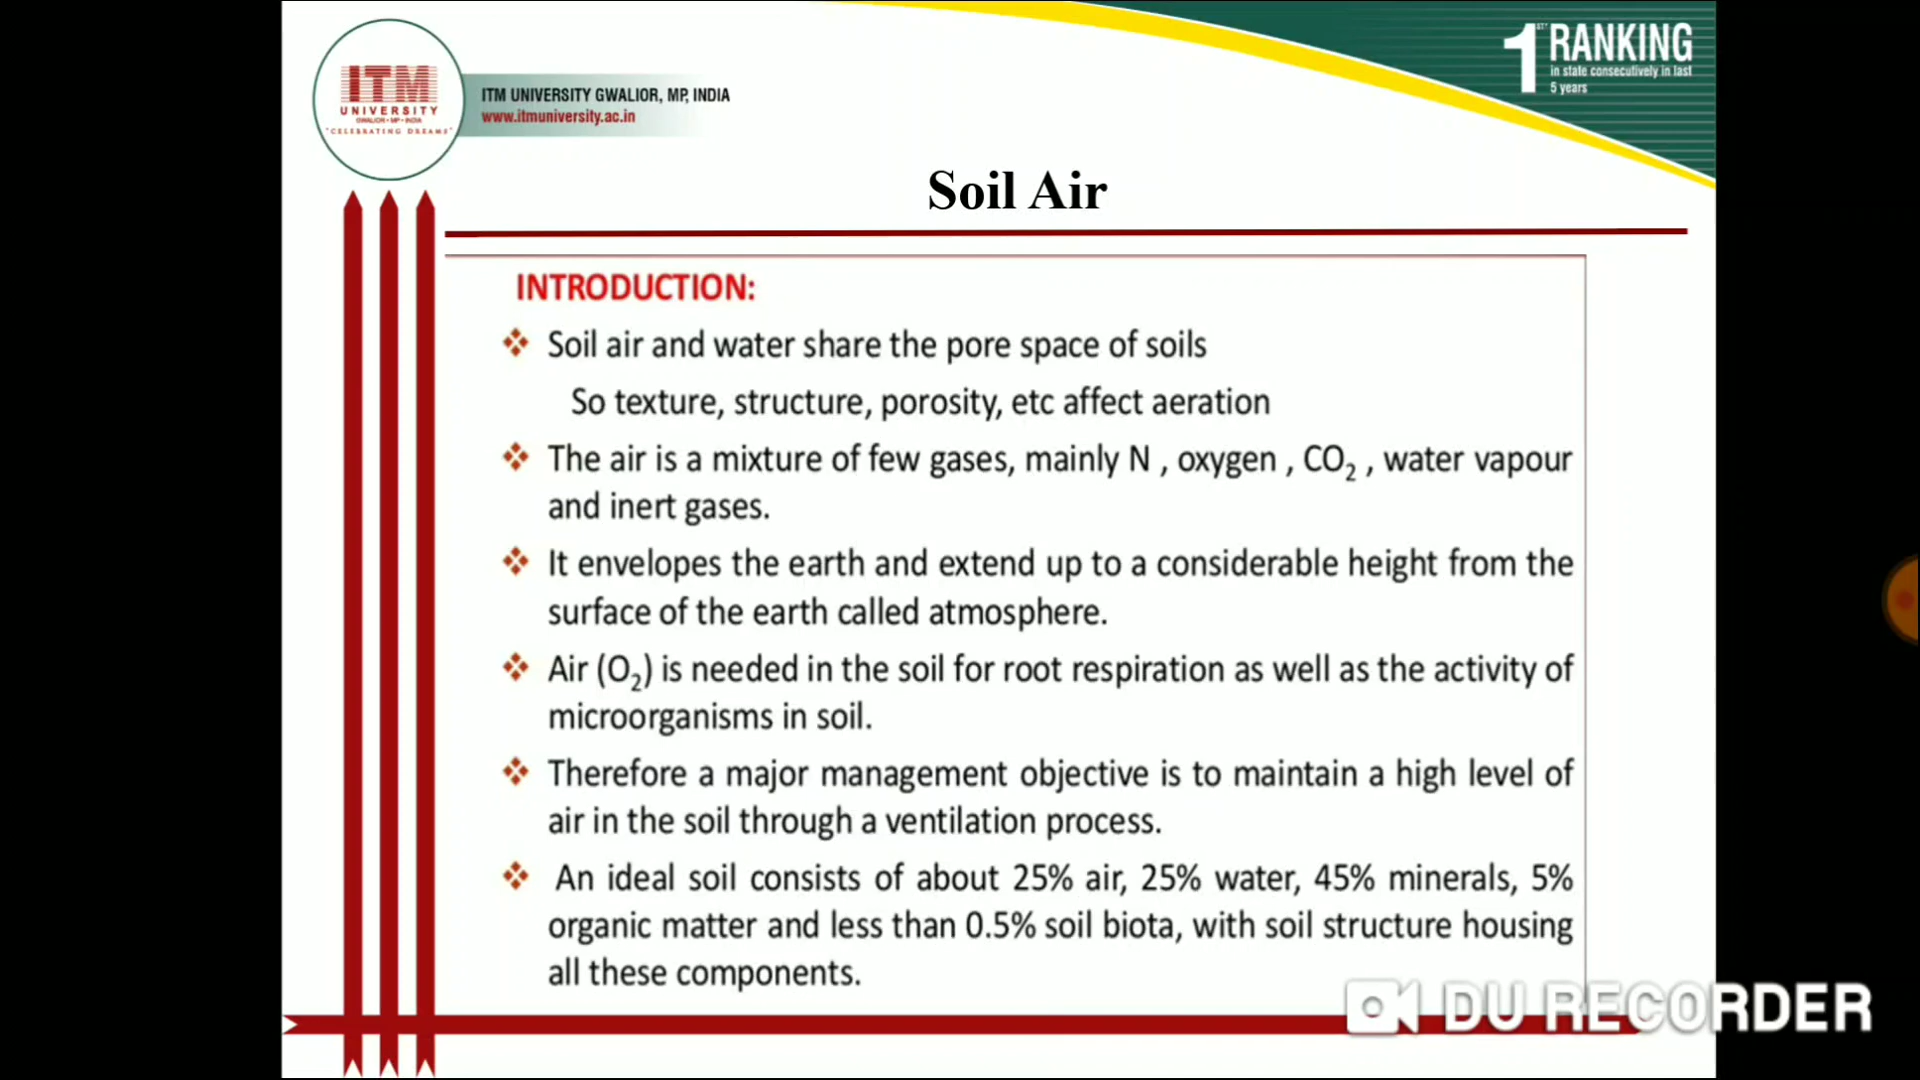 ITM
UNIVERSITY
GWALIOR • MP • INDIA
"CELEBRATING DREAMS"
ITM UNIVERSITY GWALIOR, MP, INDIA
www.itmuniversity.ac.in
1ST RANKING
in state consecutively in last
5 years
Soil Air
INTRODUCTION:
Soil air and water share the pore space of soils
So texture, structure, porosity, etc affect aeration
The air is a mixture of few gases, mainly N , oxygen , CO₂ , water vapour
and inert gases.
It envelopes the earth and extend up to a considerable height from the
surface of the earth called atmosphere.
Air (O₂) is needed in the soil for root respiration as well as the activity of
microorganisms in soil.
Therefore a major management objective is to maintain a high level of
air in the soil through a ventilation process.
An ideal soil consists of about 25% air, 25% water, 45% minerals, 5%
organic matter and less than 0.5% soil biota, with soil structure housing
all these components.
DU RECORDER